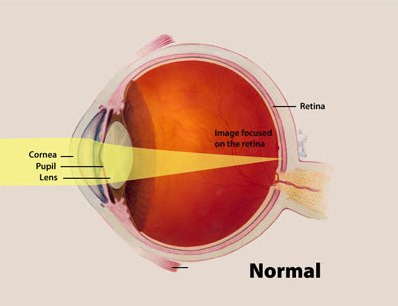 Retina
Image focused
on the retina
Cornea
Pupil
Lens
Normal